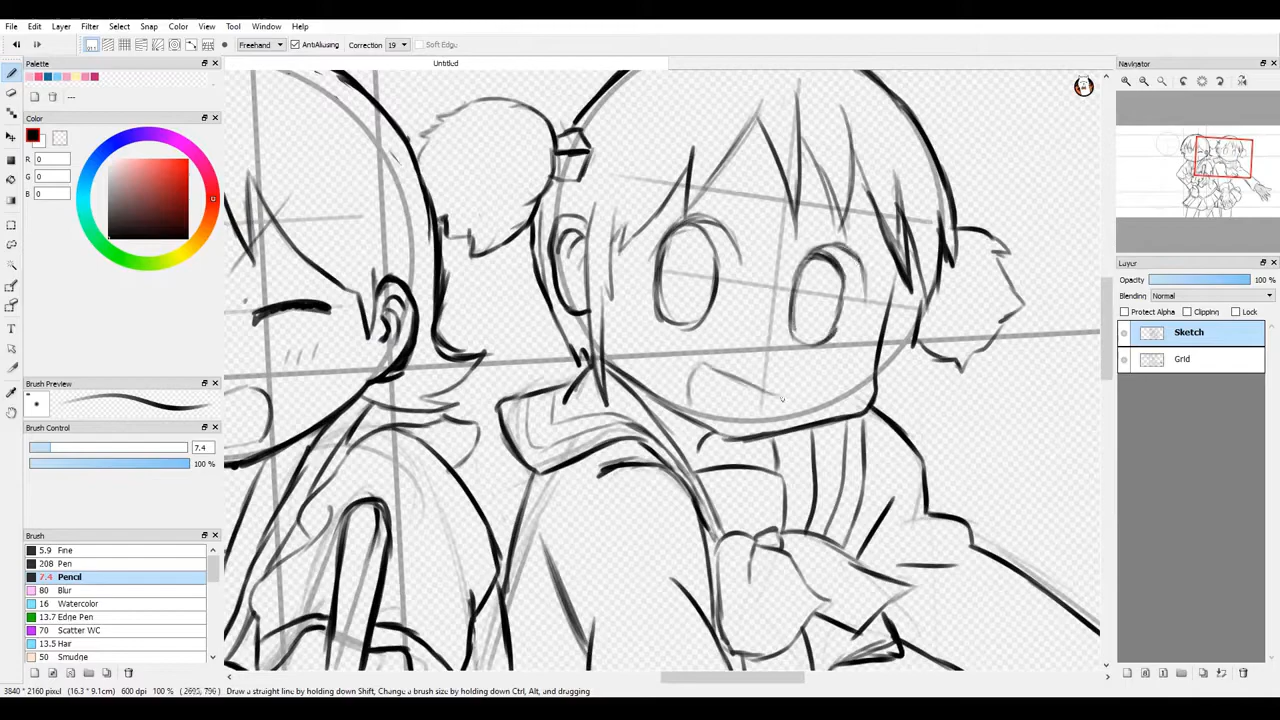 File Edit Layer Filter Select Snap Color View Tool Window Help
Freehand AntiAliasing Correction 19 Soft Edge
Palette
Untitled
Navigator
---
Color
R 0
G 0
B 0
Layer
Opacity 100 %
Blending Normal
Protect Alpha Clipping Lock
Sketch
Grid
Brush Preview
Brush Control
7.4
100 %
Brush
5.9 Fine
208 Pen
7.4 Pencil
80 Blur
16 Watercolor
13.7 Edge Pen
70 Scatter WC
13.5 Hair
50 Smudge
3840 * 2160 pixel (16.3 * 9.1cm) 600 dpi 100 % ( 2695, 796 ) Draw a straight line by holding down Shift, Change a brush size by holding down Ctrl, Alt, and dragging